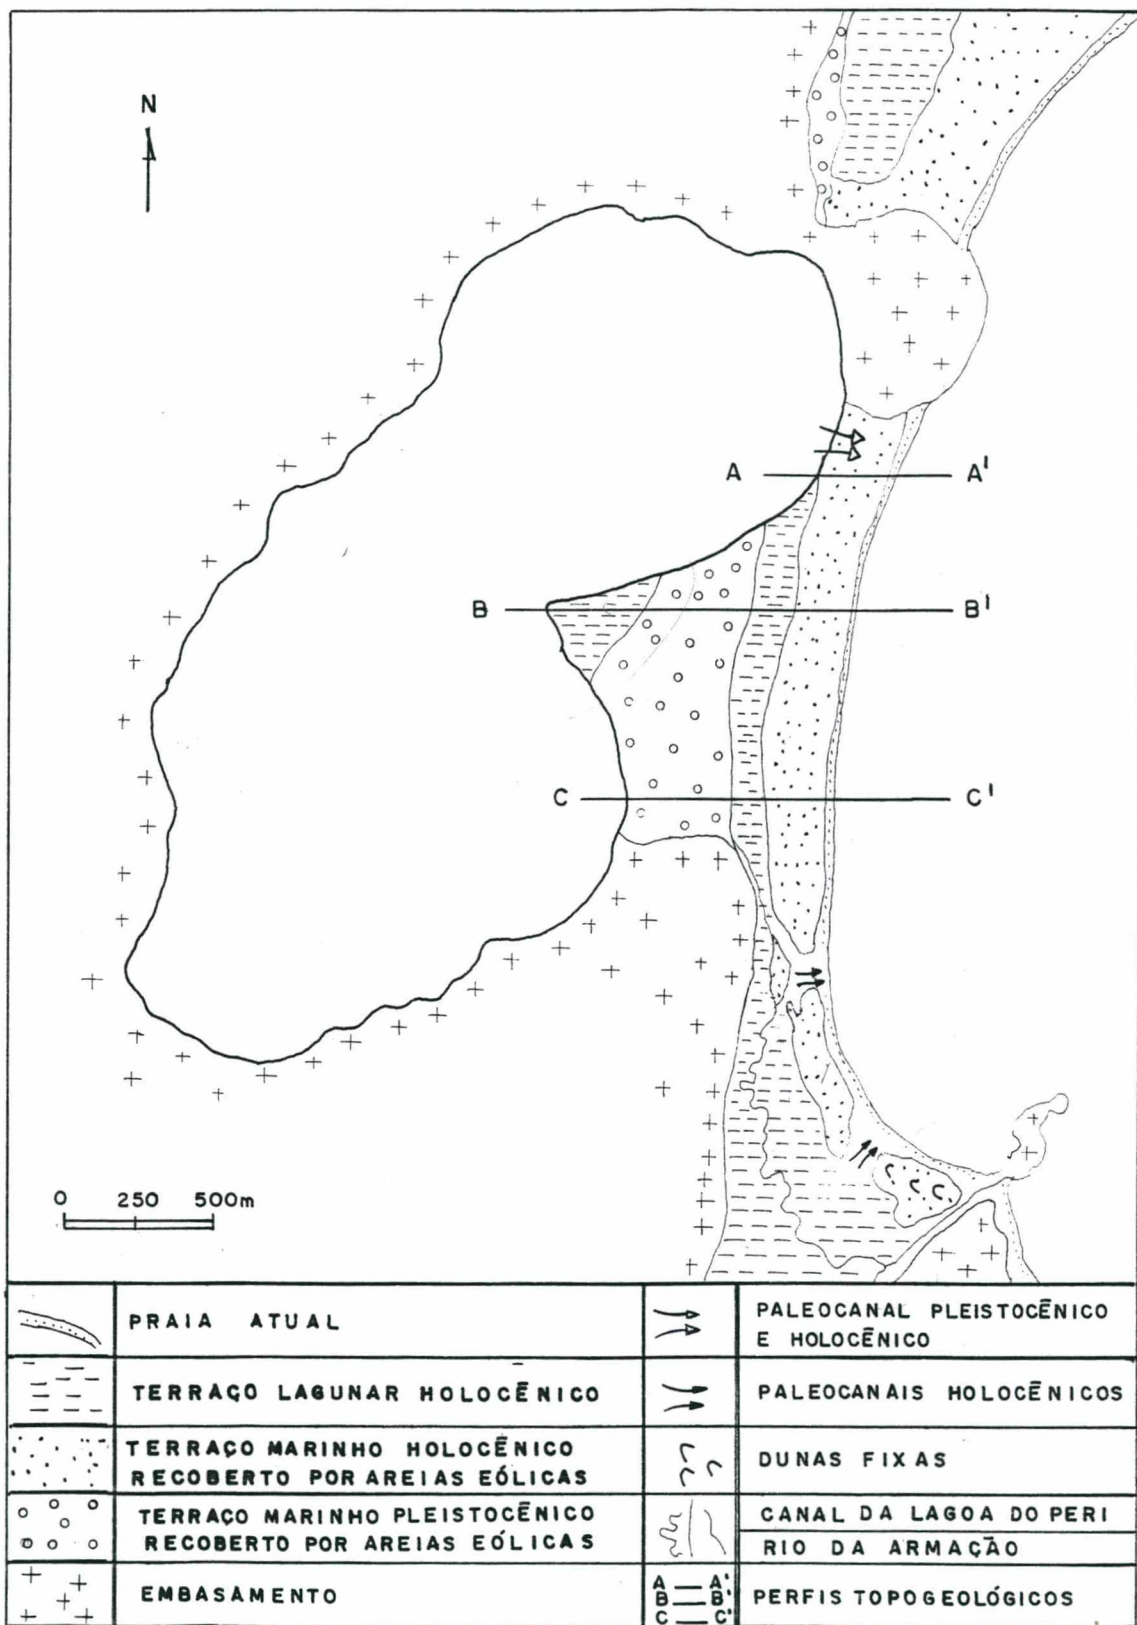 N
A A'
B B'
C C'
0 250 500m
PRAIA ATUAL
PALEOCANAL PLEISTOCÊNICO
E HOLOCÊNICO
TERRAÇO LAGUNAR HOLOCÊNICO
PALEOCANAIS HOLOCÊNICOS
TERRAÇO MARINHO HOLOCÊNICO
RECOBERTO POR AREIAS EÓLICAS
DUNAS FIXAS
TERRAÇO MARINHO PLEISTOCÊNICO
RECOBERTO POR AREIAS EÓLICAS
CANAL DA LAGOA DO PERI
RIO DA ARMAÇÃO
EMBASAMENTO
A — A'
B — B'
C — C'
PERFIS TOPOGEOLÓGICOS